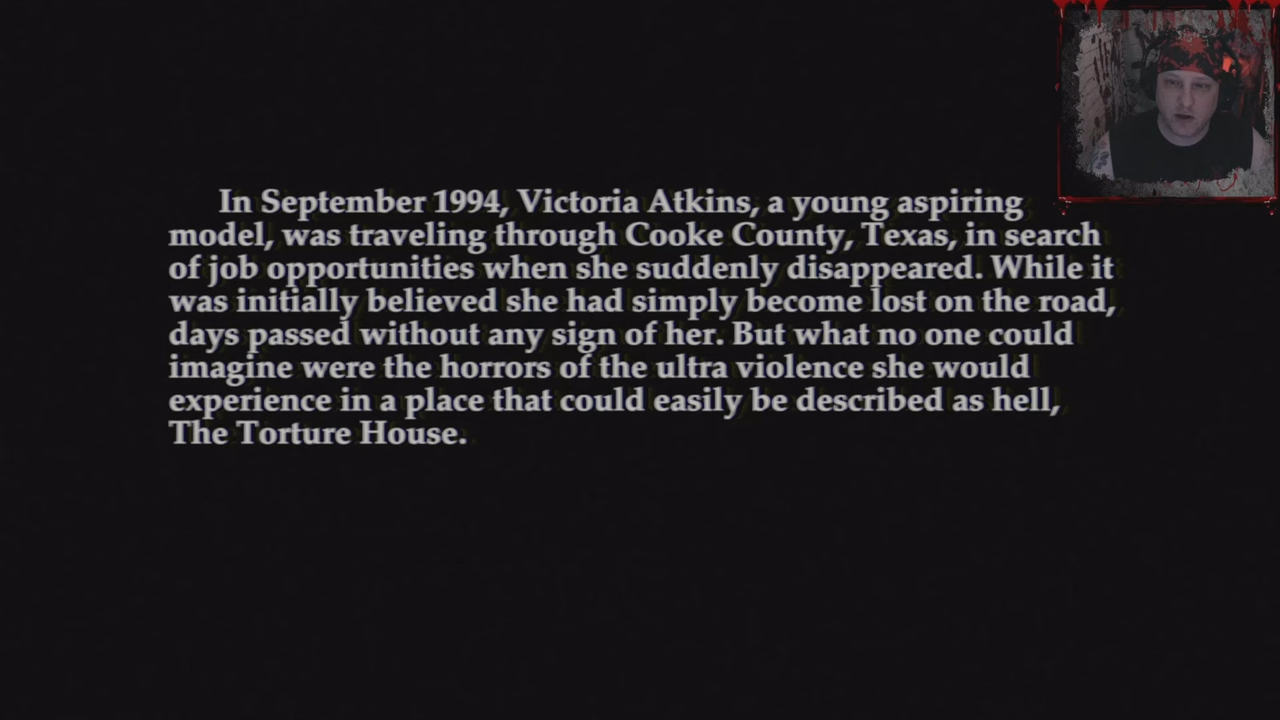 In September 1994, Victoria Atkins, a young aspiring
model, was traveling through Cooke County, Texas, in search
of job opportunities when she suddenly disappeared. While it
was initially believed she had simply become lost on the road,
days passed without any sign of her. But what no one could
imagine were the horrors of the ultra violence she would
experience in a place that could easily be described as hell,
The Torture House.